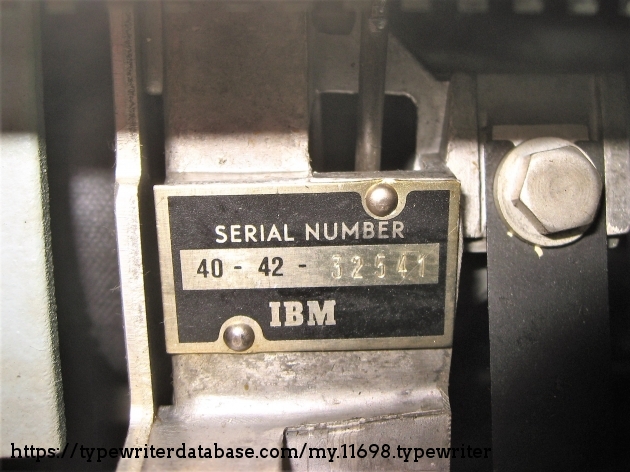 SERIAL NUMBER
40 - 42 - 32541
IBM
https://typewriterdatabase.com/my.11698.typewriter